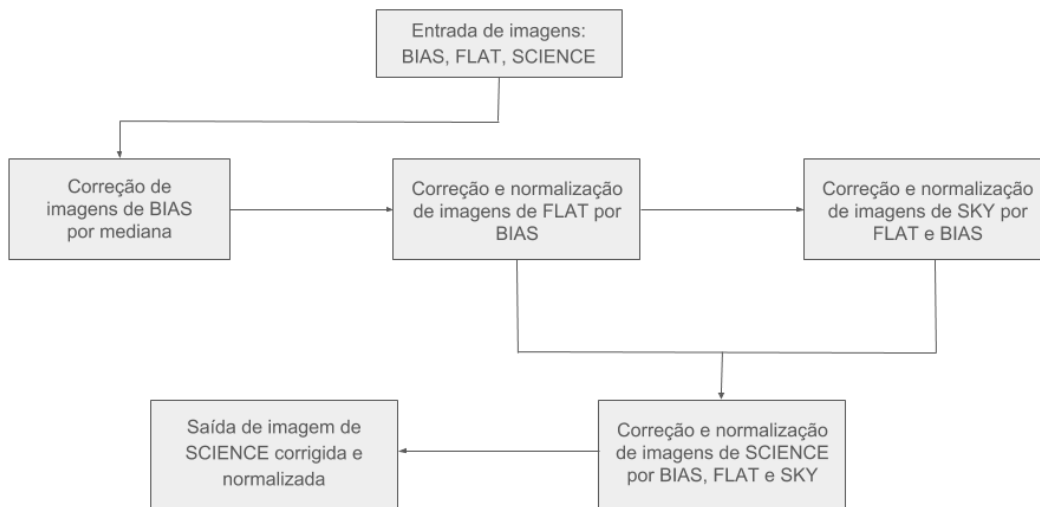 Entrada de imagens:
BIAS, FLAT, SCIENCE
Correção de
imagens de BIAS
por mediana
Correção e normalização
de imagens de FLAT por
BIAS
Correção e normalização
de imagens de SKY por
FLAT e BIAS
Saída de imagem de
SCIENCE corrigida e
normalizada
Correção e normalização
de imagens de SCIENCE
por BIAS, FLAT e SKY